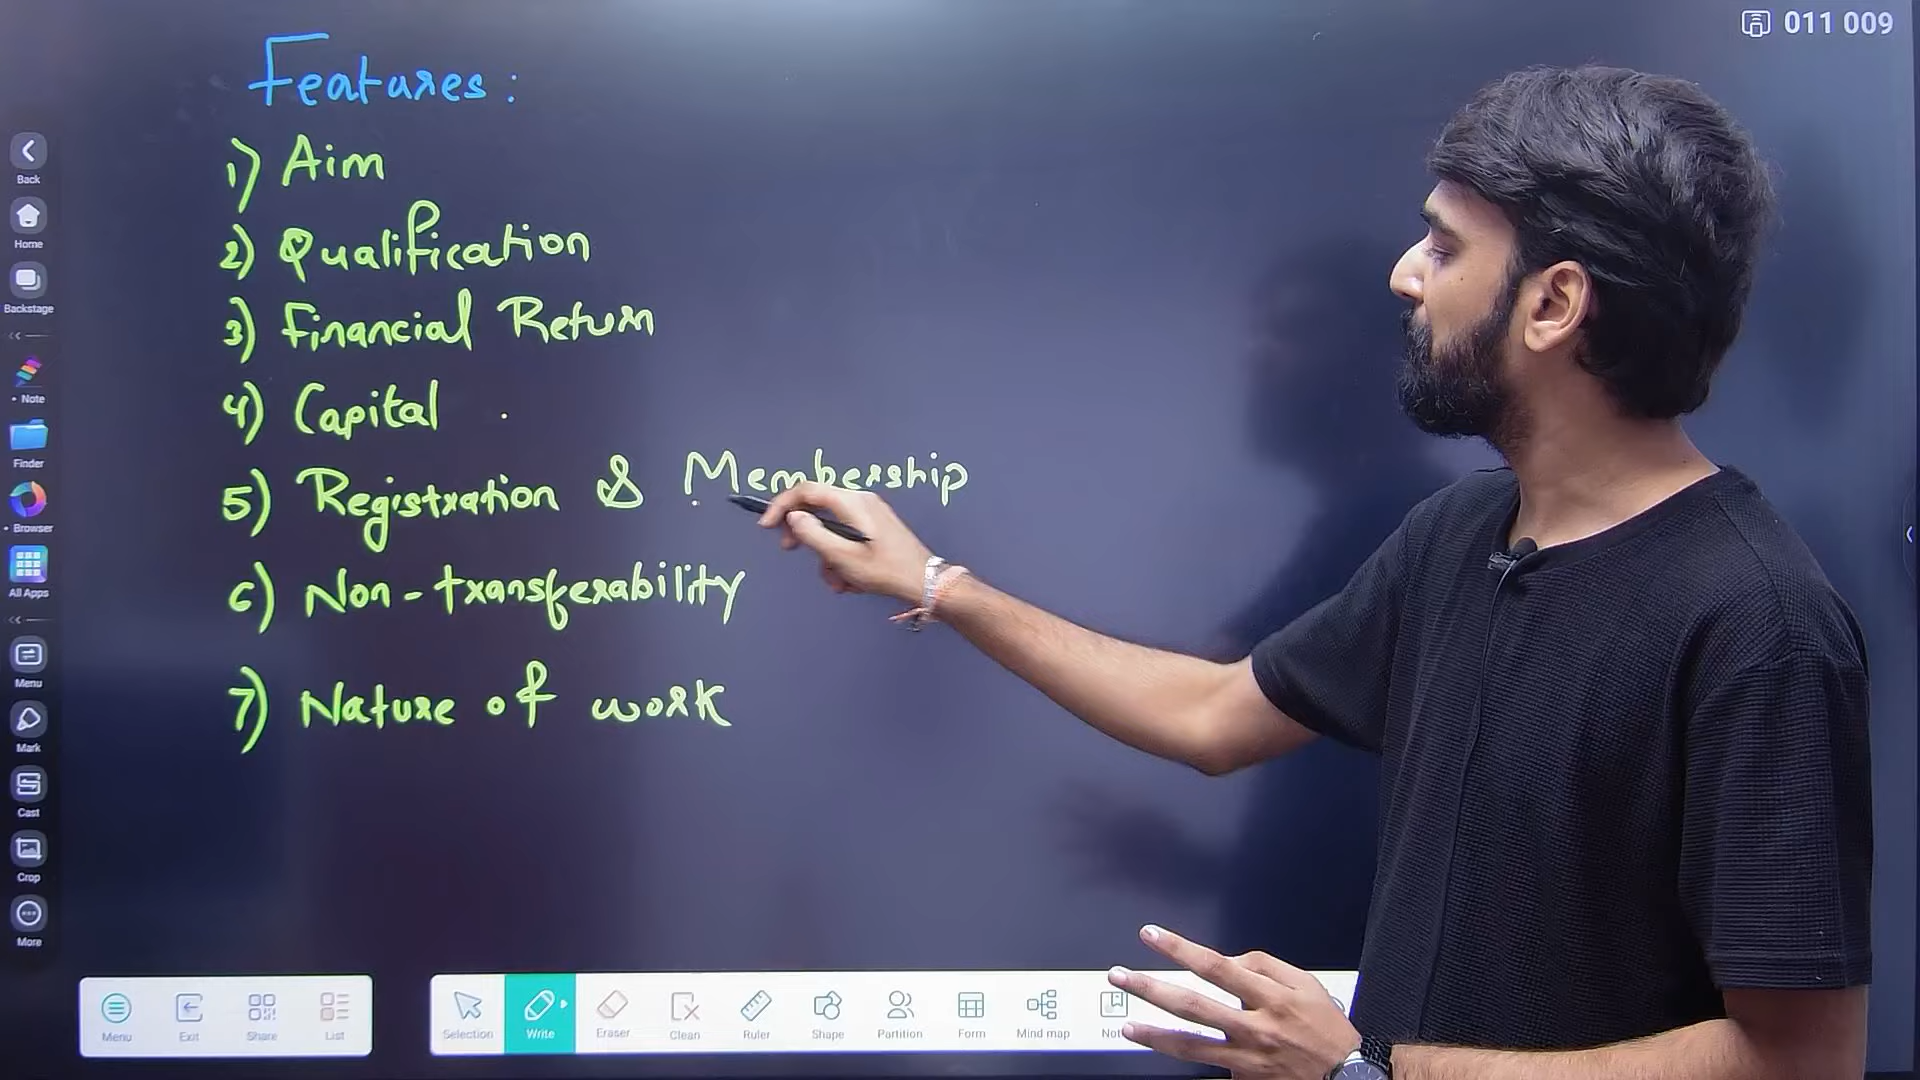 011 009
Features :
1) Aim
2) Qualification
3) Financial Return
4) Capital
5) Registration & Membership
6) Non-transferability
7) Nature of work
Back
Home
Backstage
Note
Finder
Browser
All Apps
Menu
Mark
Cast
Crop
More
Menu Exit Share List
Selection Write Eraser Clean Ruler Shape Partition Form Mind map